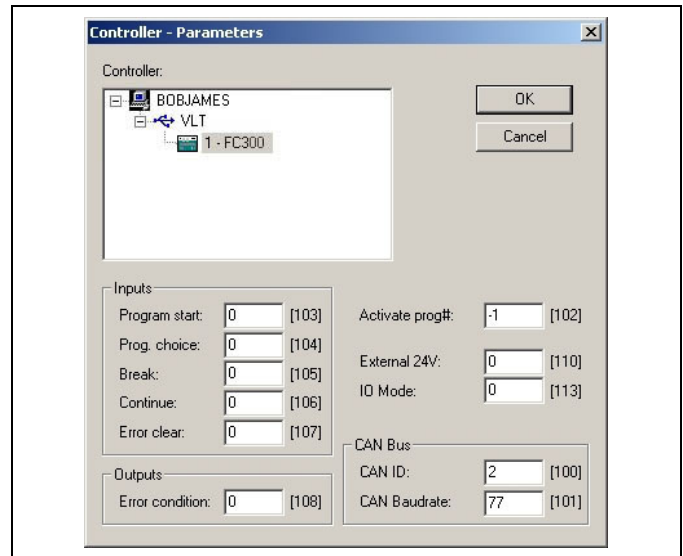 Controller - Parameters
Controller:
BOBJAMES
VLT
1 - FC300
OK
Cancel
Inputs
Program start: 0 [103]
Prog. choice: 0 [104]
Break: 0 [105]
Continue: 0 [106]
Error clear: 0 [107]
Outputs
Error condition: 0 [108]
Activate prog#: -1 [102]
External 24V: 0 [110]
IO Mode: 0 [113]
CAN Bus
CAN ID: 2 [100]
CAN Baudrate: 77 [101]